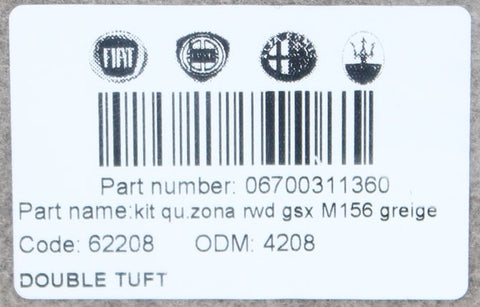 FIAT
Part number: 06700311360
Part name:kit qu.zona rwd gsx M156 greige
Code: 62208 ODM: 4208
DOUBLE TUFT